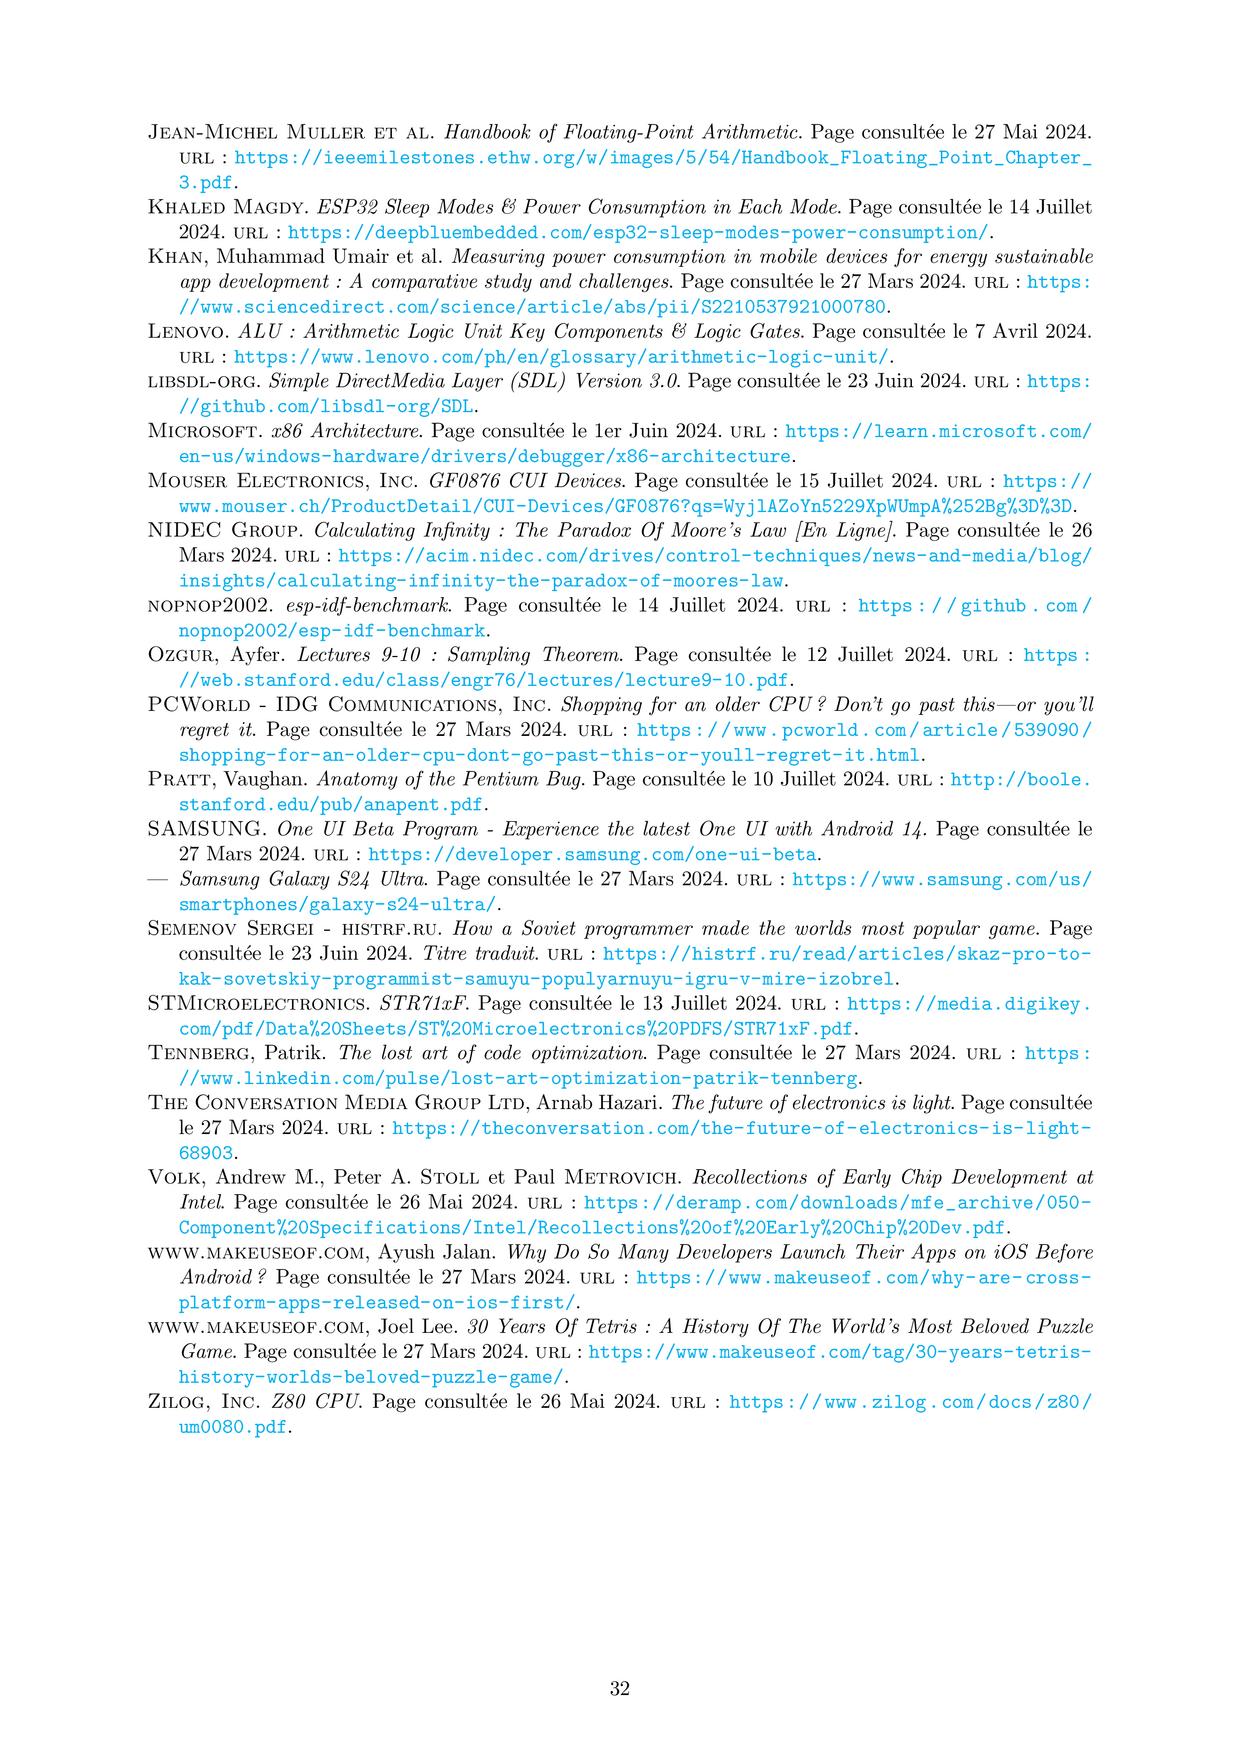 JEAN-MICHEL MULLER ET AL. Handbook of Floating-Point Arithmetic. Page consultée le 27 Mai 2024.
URL : https://ieeemilestones.ethw.org/w/images/5/54/Handbook_Floating_Point_Chapter_
3.pdf.
KHALED MAGDY. ESP32 Sleep Modes & Power Consumption in Each Mode. Page consultée le 14 Juillet
2024. URL : https://deepbluembedded.com/esp32-sleep-modes-power-consumption/.
KHAN, Muhammad Umair et al. Measuring power consumption in mobile devices for energy sustainable
app development : A comparative study and challenges. Page consultée le 27 Mars 2024. URL : https:
//www.sciencedirect.com/science/article/abs/pii/S2210537921000780.
LENOVO. ALU : Arithmetic Logic Unit Key Components & Logic Gates. Page consultée le 7 Avril 2024.
URL : https://www.lenovo.com/ph/en/glossary/arithmetic-logic-unit/.
LIBSDL-ORG. Simple DirectMedia Layer (SDL) Version 3.0. Page consultée le 23 Juin 2024. URL : https:
//github.com/libsdl-org/SDL.
MICROSOFT. x86 Architecture. Page consultée le 1er Juin 2024. URL : https://learn.microsoft.com/
en-us/windows-hardware/drivers/debugger/x86-architecture.
MOUSER ELECTRONICS, INC. GF0876 CUI Devices. Page consultée le 15 Juillet 2024. URL : https://
www.mouser.ch/ProductDetail/CUI-Devices/GF0876?qs=WyjlAZoYn5229XpWUmpA%252Bg%3D%3D.
NIDEC GROUP. Calculating Infinity : The Paradox Of Moore's Law [En Ligne]. Page consultée le 26
Mars 2024. URL : https://acim.nidec.com/drives/control-techniques/news-and-media/blog/
insights/calculating-infinity-the-paradox-of-moores-law.
NOPNOP2002. esp-idf-benchmark. Page consultée le 14 Juillet 2024. URL : https://github.com/
nopnop2002/esp-idf-benchmark.
OZGUR, Ayfer. Lectures 9-10 : Sampling Theorem. Page consultée le 12 Juillet 2024. URL : https:
//web.stanford.edu/class/engr76/lectures/lecture9-10.pdf.
PCWORLD - IDG COMMUNICATIONS, INC. Shopping for an older CPU ? Don't go past this—or you'll
regret it. Page consultée le 27 Mars 2024. URL : https://www.pcworld.com/article/539090/
shopping-for-an-older-cpu-dont-go-past-this-or-youll-regret-it.html.
PRATT, Vaughan. Anatomy of the Pentium Bug. Page consultée le 10 Juillet 2024. URL : http://boole.
stanford.edu/pub/anapent.pdf.
SAMSUNG. One UI Beta Program - Experience the latest One UI with Android 14. Page consultée le
27 Mars 2024. URL : https://developer.samsung.com/one-ui-beta.
— Samsung Galaxy S24 Ultra. Page consultée le 27 Mars 2024. URL : https://www.samsung.com/us/
smartphones/galaxy-s24-ultra/.
SEMENOV SERGEI - HISTRF.RU. How a Soviet programmer made the worlds most popular game. Page
consultée le 23 Juin 2024. Titre traduit. URL : https://histrf.ru/read/articles/skaz-pro-to-
kak-sovetskiy-programmist-samuyu-populyarnuyu-igru-v-mire-izobrel.
STMICROELECTRONICS. STR71xF. Page consultée le 13 Juillet 2024. URL : https://media.digikey.
com/pdf/Data%20Sheets/ST%20Microelectronics%20PDFS/STR71xF.pdf.
TENNBERG, Patrik. The lost art of code optimization. Page consultée le 27 Mars 2024. URL : https:
//www.linkedin.com/pulse/lost-art-optimization-patrik-tennberg.
THE CONVERSATION MEDIA GROUP LTD, Arnab Hazari. The future of electronics is light. Page consultée
le 27 Mars 2024. URL : https://theconversation.com/the-future-of-electronics-is-light-
68903.
VOLK, Andrew M., Peter A. STOLL et Paul METROVICH. Recollections of Early Chip Development at
Intel. Page consultée le 26 Mai 2024. URL : https://deramp.com/downloads/mfe_archive/050-
Component%20Specifications/Intel/Recollections%20of%20Early%20Chip%20Dev.pdf.
WWW.MAKEUSEOF.COM, Ayush Jalan. Why Do So Many Developers Launch Their Apps on iOS Before
Android ? Page consultée le 27 Mars 2024. URL : https://www.makeuseof.com/why-are-cross-
platform-apps-released-on-ios-first/.
WWW.MAKEUSEOF.COM, Joel Lee. 30 Years Of Tetris : A History Of The World's Most Beloved Puzzle
Game. Page consultée le 27 Mars 2024. URL : https://www.makeuseof.com/tag/30-years-tetris-
history-worlds-beloved-puzzle-game/.
ZILOG, INC. Z80 CPU. Page consultée le 26 Mai 2024. URL : https://www.zilog.com/docs/z80/
um0080.pdf.
32